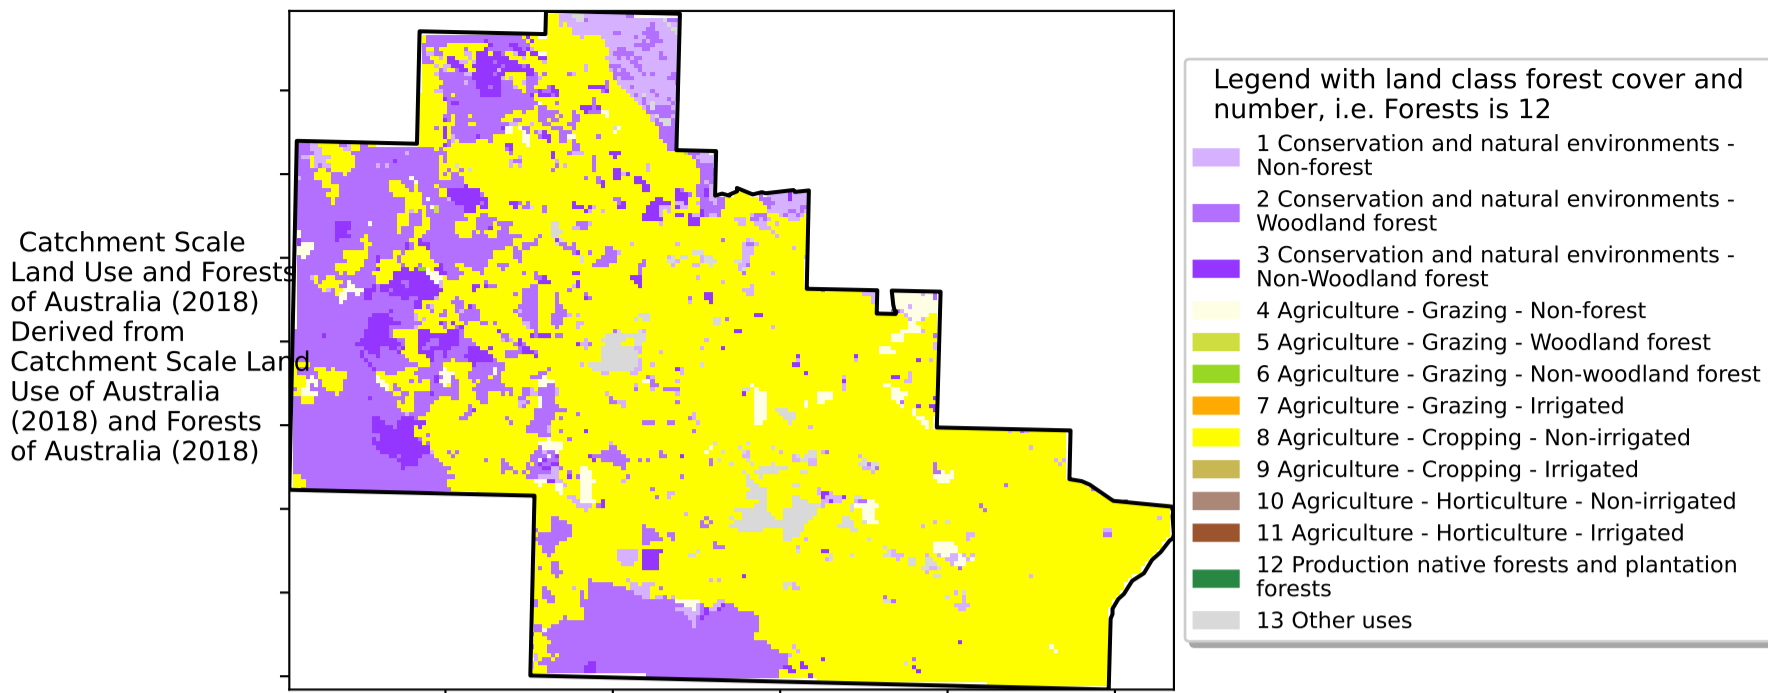 Catchment Scale
Land Use and Forests
of Australia (2018)
Derived from
Catchment Scale Land
Use of Australia
(2018) and Forests
of Australia (2018)
Legend with land class forest cover and
number, i.e. Forests is 12
1 Conservation and natural environments -
Non-forest
2 Conservation and natural environments -
Woodland forest
3 Conservation and natural environments -
Non-Woodland forest
4 Agriculture - Grazing - Non-forest
5 Agriculture - Grazing - Woodland forest
6 Agriculture - Grazing - Non-woodland forest
7 Agriculture - Grazing - Irrigated
8 Agriculture - Cropping - Non-irrigated
9 Agriculture - Cropping - Irrigated
10 Agriculture - Horticulture - Non-irrigated
11 Agriculture - Horticulture - Irrigated
12 Production native forests and plantation
forests
13 Other uses